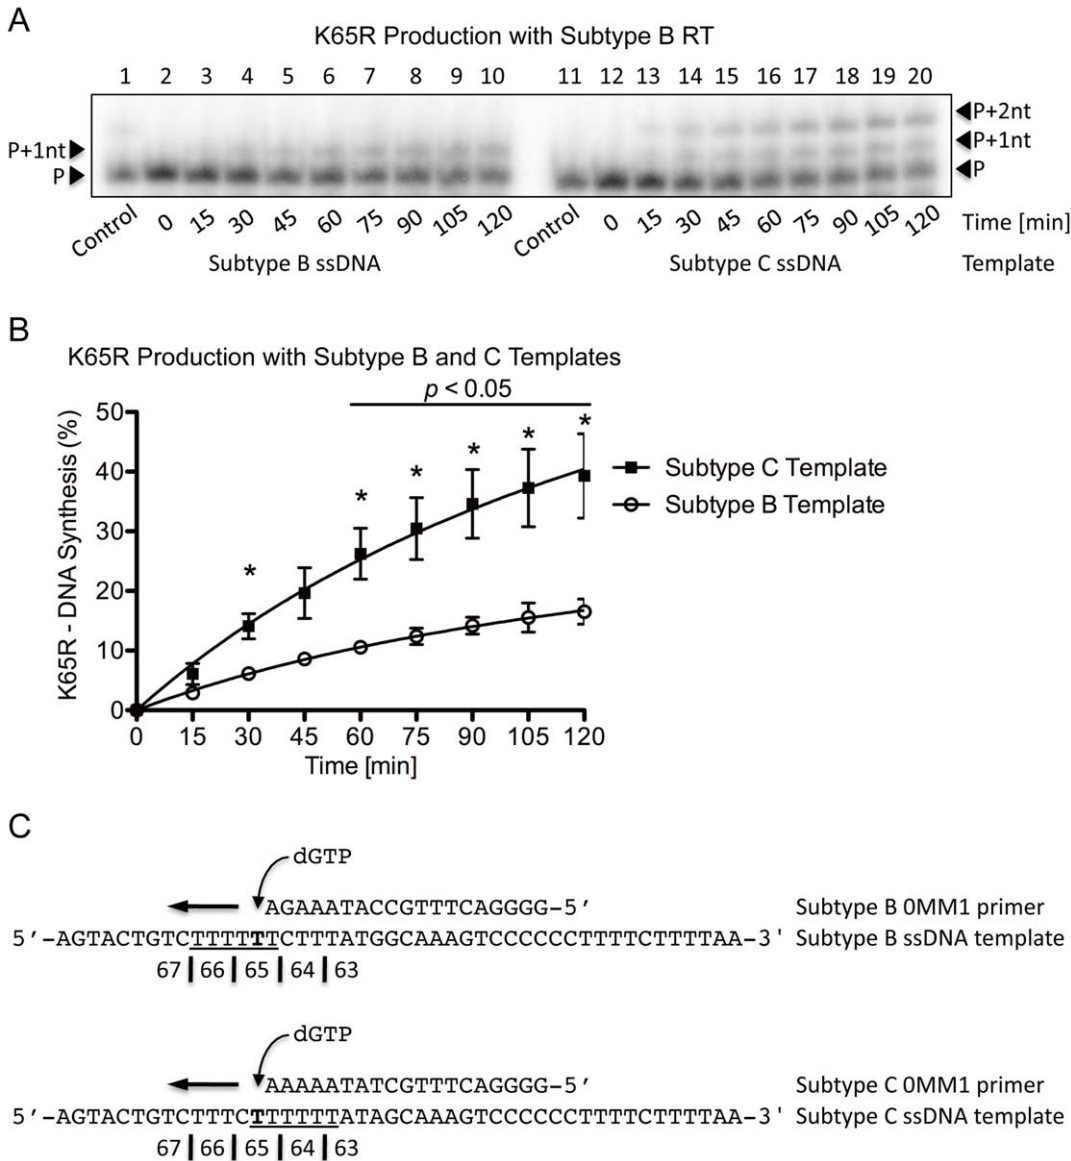 A
K65R Production with Subtype B RT
1 2 3 4 5 6 7 8 9 10 11 12 13 14 15 16 17 18 19 20
P+2nt
P+1nt P+1nt
P P
Control 0 15 30 45 60 75 90 105 120 Control 0 15 30 45 60 75 90 105 120 Time [min]
Subtype B ssDNA Subtype C ssDNA Template
B
K65R Production with Subtype B and C Templates
p < 0.05
K65R - DNA Synthesis (%)
50
40
30
20
10
0
* * * * * *
Subtype C Template
Subtype B Template
0 15 30 45 60 75 90 105 120
Time [min]
C
dGTP
AGAAATACCGTTTCAGGGG-5′ Subtype B 0MM1 primer
5′-AGTACTGTCTTTTTTCTTTATGGCAAAGTCCCCCCCTTTTCTTTTAA-3' Subtype B ssDNA template
67 | 66 | 65 | 64 | 63
dGTP
AAAAATATCGTTTCAGGGG-5′ Subtype C 0MM1 primer
5′-AGTACTGTCTTTCTTTTTTATAGCAAAGTCCCCCCCTTTTCTTTTAA-3' Subtype C ssDNA template
67 | 66 | 65 | 64 | 63